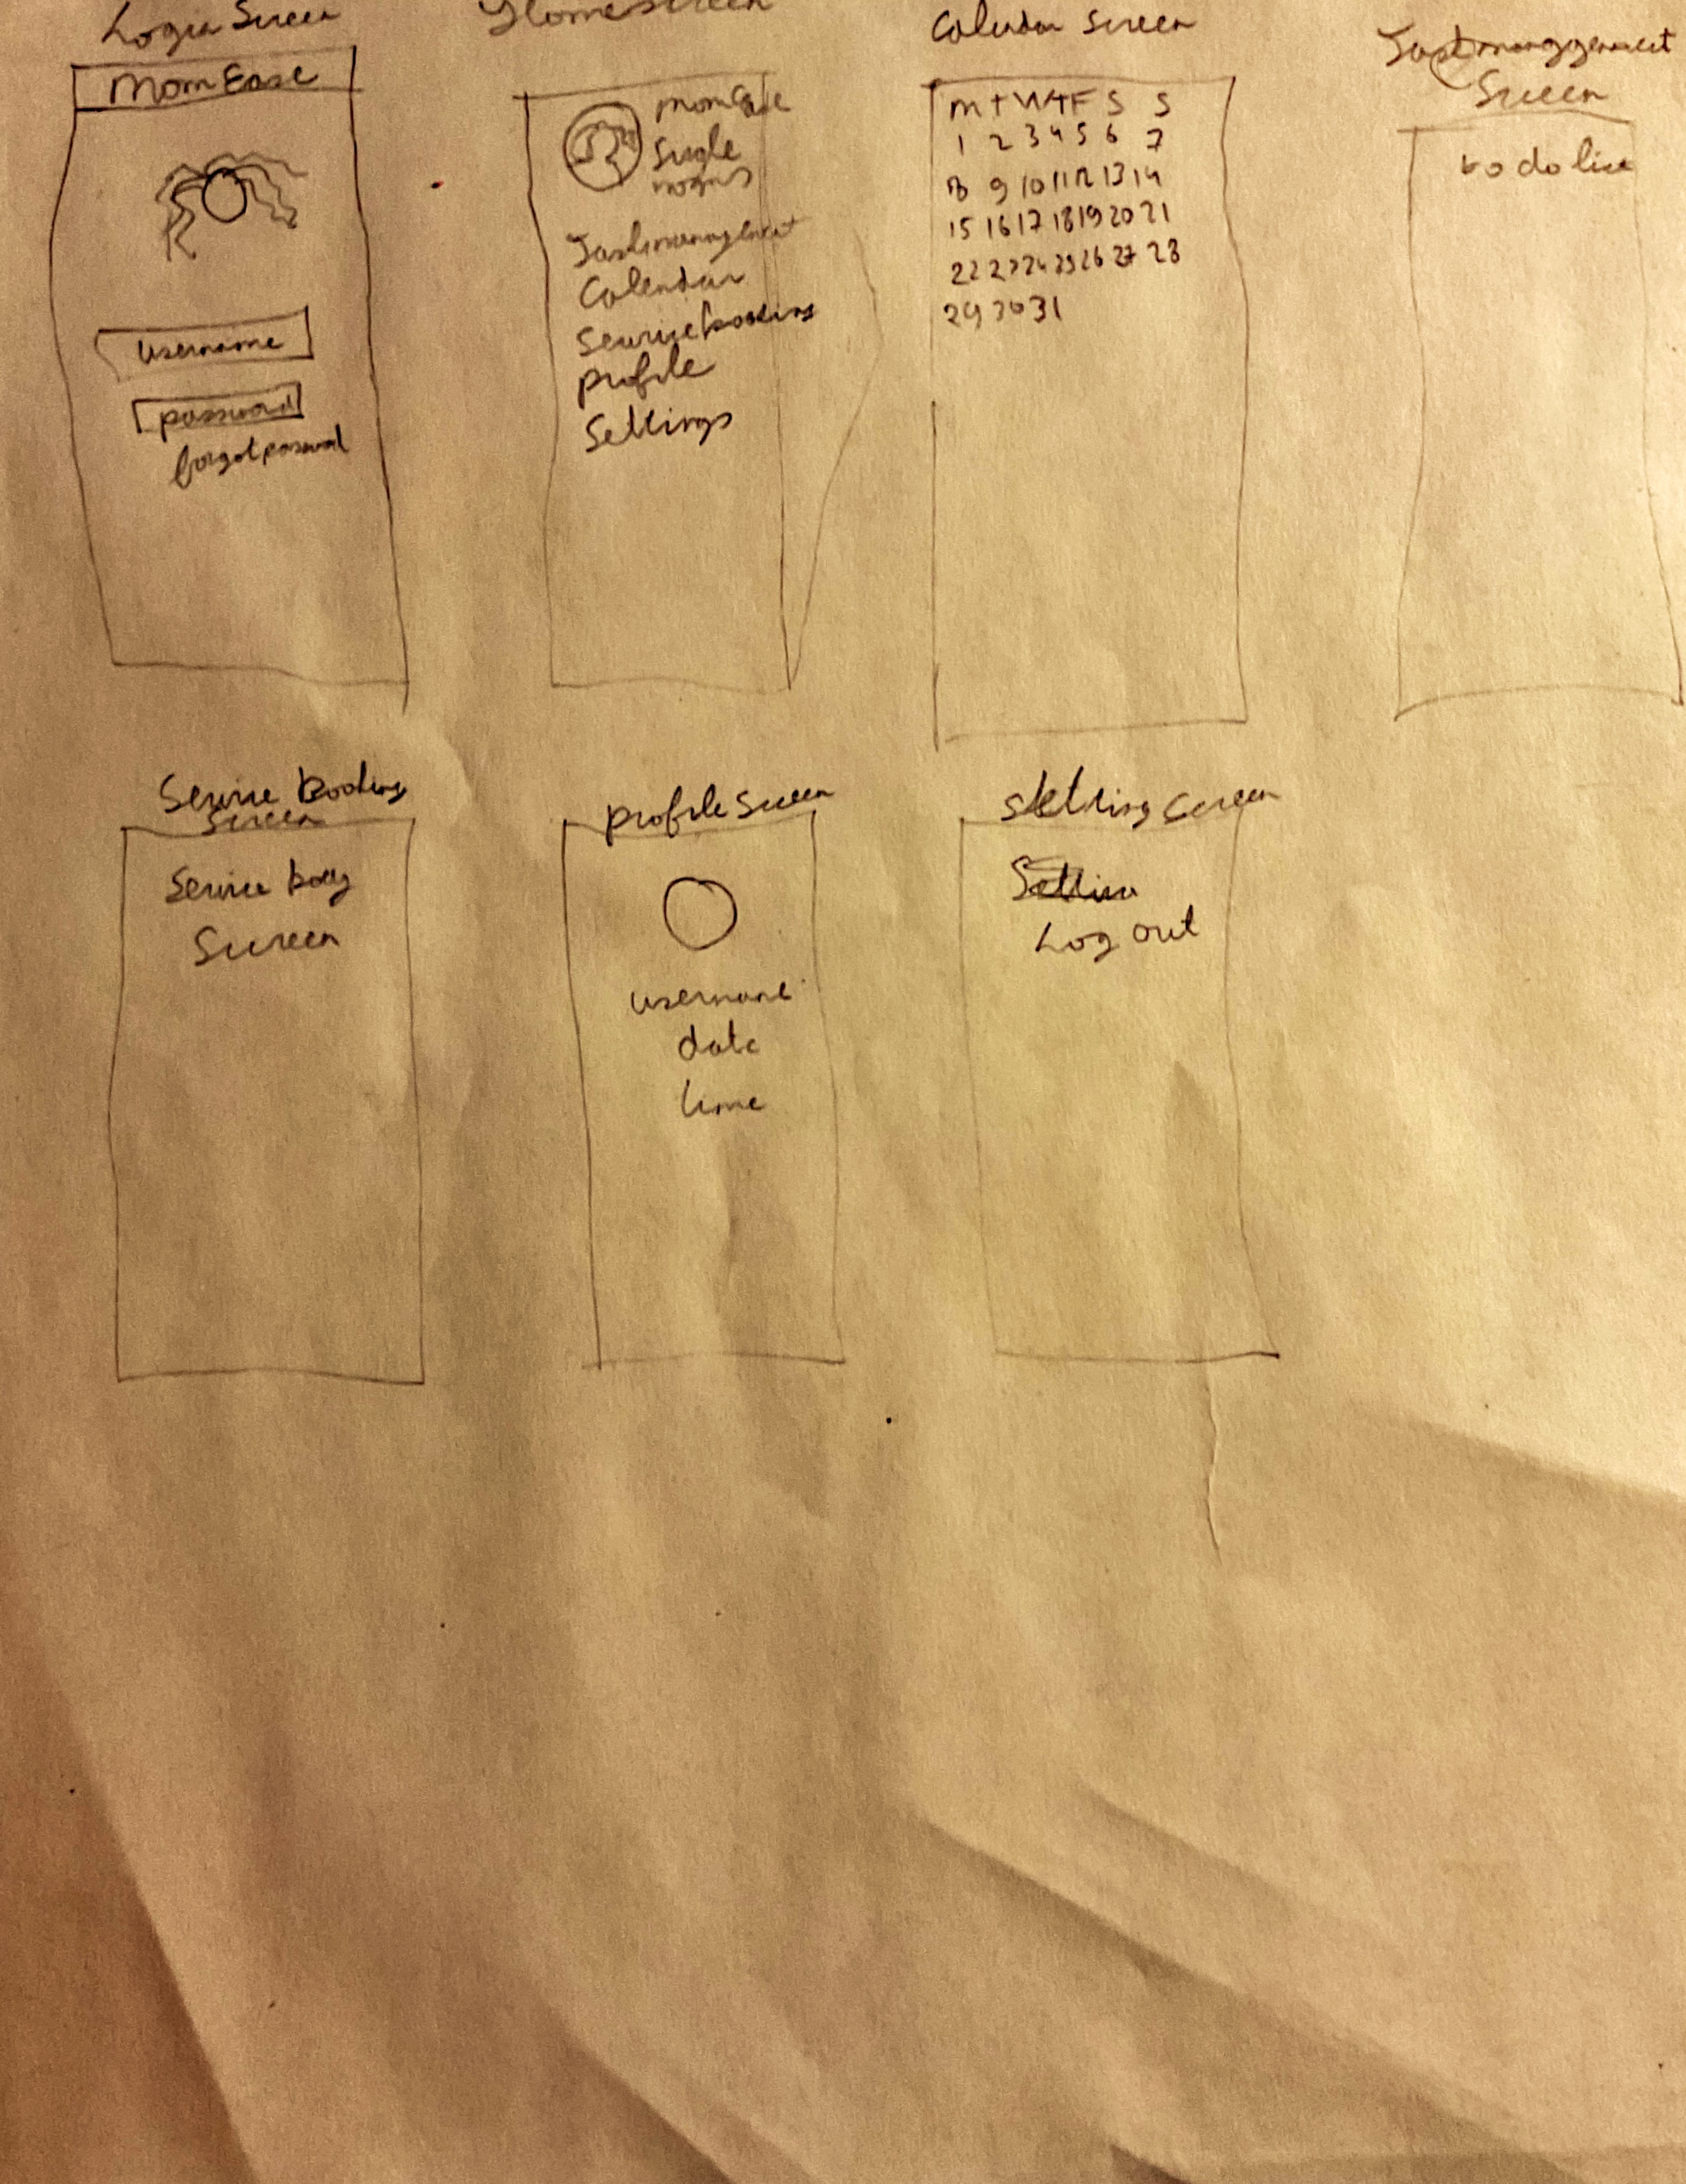 Login Screen
MomEase
username
password
forgot password
Homescreen
MomEase
Single
moms
Taskmanagement
Calendar
Service booking
profile
Settings
Calendar Screen
M T W T F S S
1 2 3 4 5 6 7
8 9 10 11 12 13 14
15 16 17 18 19 20 21
22 23 24 25 26 27 28
29 30 31
Taskmanagement
Screen
to do list
Service Booking
Screen
Service
Screen
profile Screen
username
date
time
Setting Screen
Log out